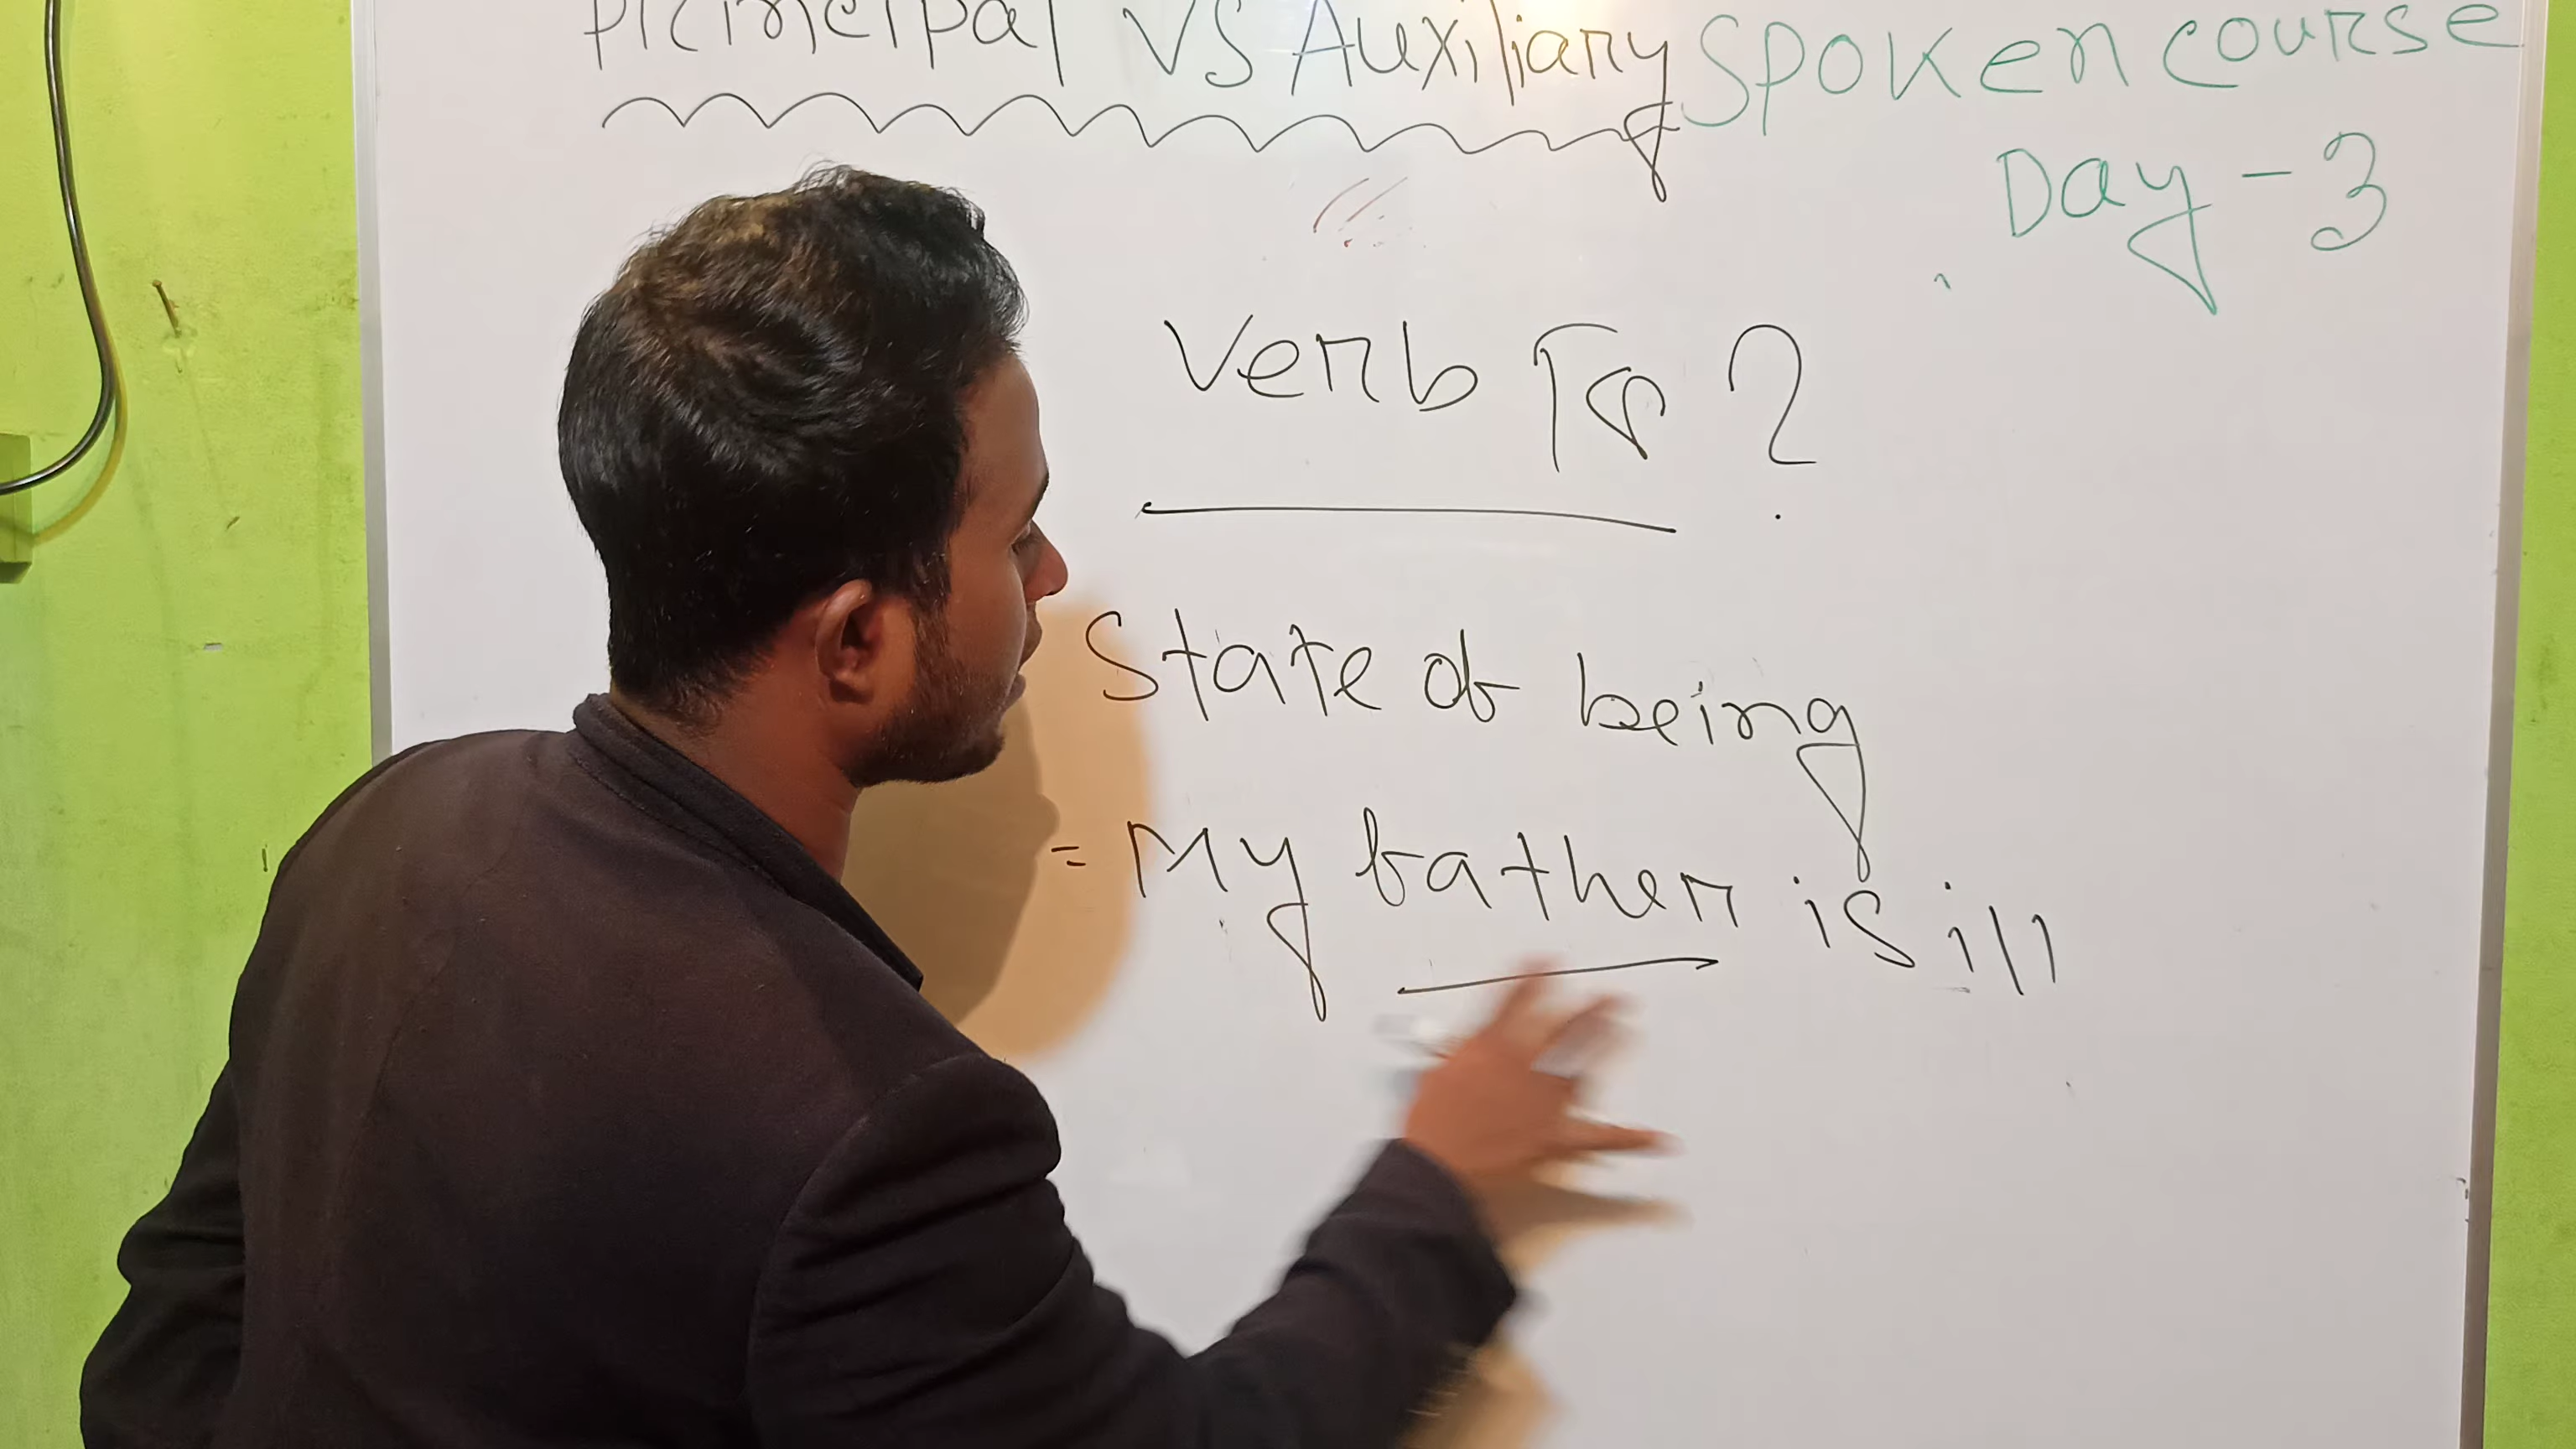 Principal VS Auxiliary
Spoken course
Day - 3
Verb কি ?
State of being
= My father is ill